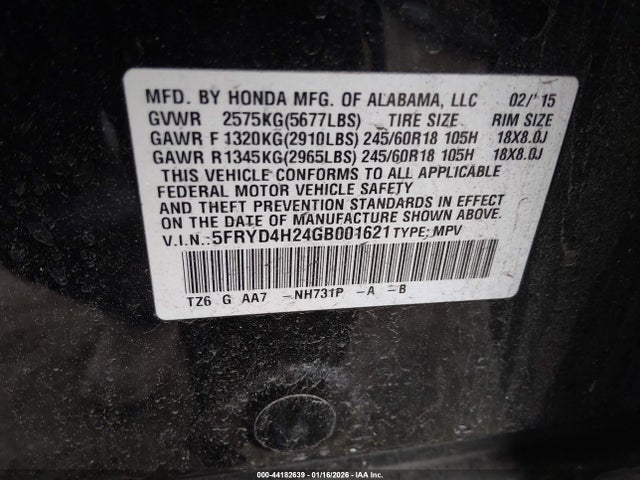 MFD. BY HONDA MFG. OF ALABAMA, LLC 02/'15
GVWR 2575KG(5677LBS) TIRE SIZE RIM SIZE
GAWR F 1320KG(2910LBS) 245/60R18 105H 18X8.0J
GAWR R 1345KG(2965LBS) 245/60R18 105H 18X8.0J
THIS VEHICLE CONFORMS TO ALL APPLICABLE
FEDERAL MOTOR VEHICLE SAFETY
AND THEFT PREVENTION STANDARDS IN EFFECT
ON THE DATE OF MANUFACTURE SHOWN ABOVE.
V.I.N.:5FRYD4H24GB001621 TYPE: MPV
TZ6 G AA7 -NH731P -A -B
000-44182639 - 01/16/2026 - IAA Inc.